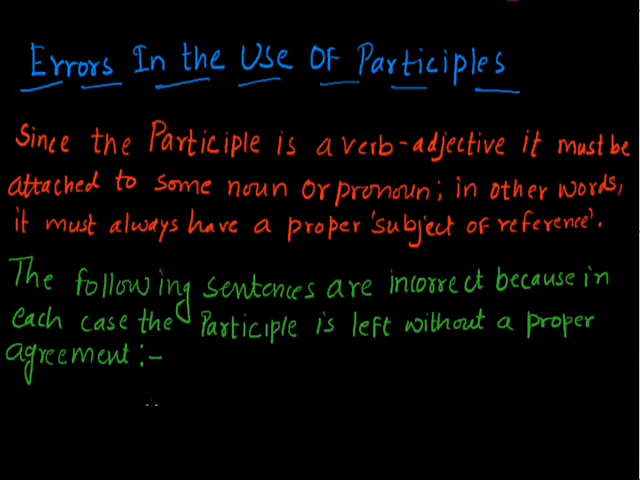 Errors In the Use Of Participles
Since the Participle is a verb-adjective it must be
attached to some noun or pronoun; in other words,
it must always have a proper 'subject of reference'.
The following sentences are incorrect because in
each case the Participle is left without a proper
agreement :-